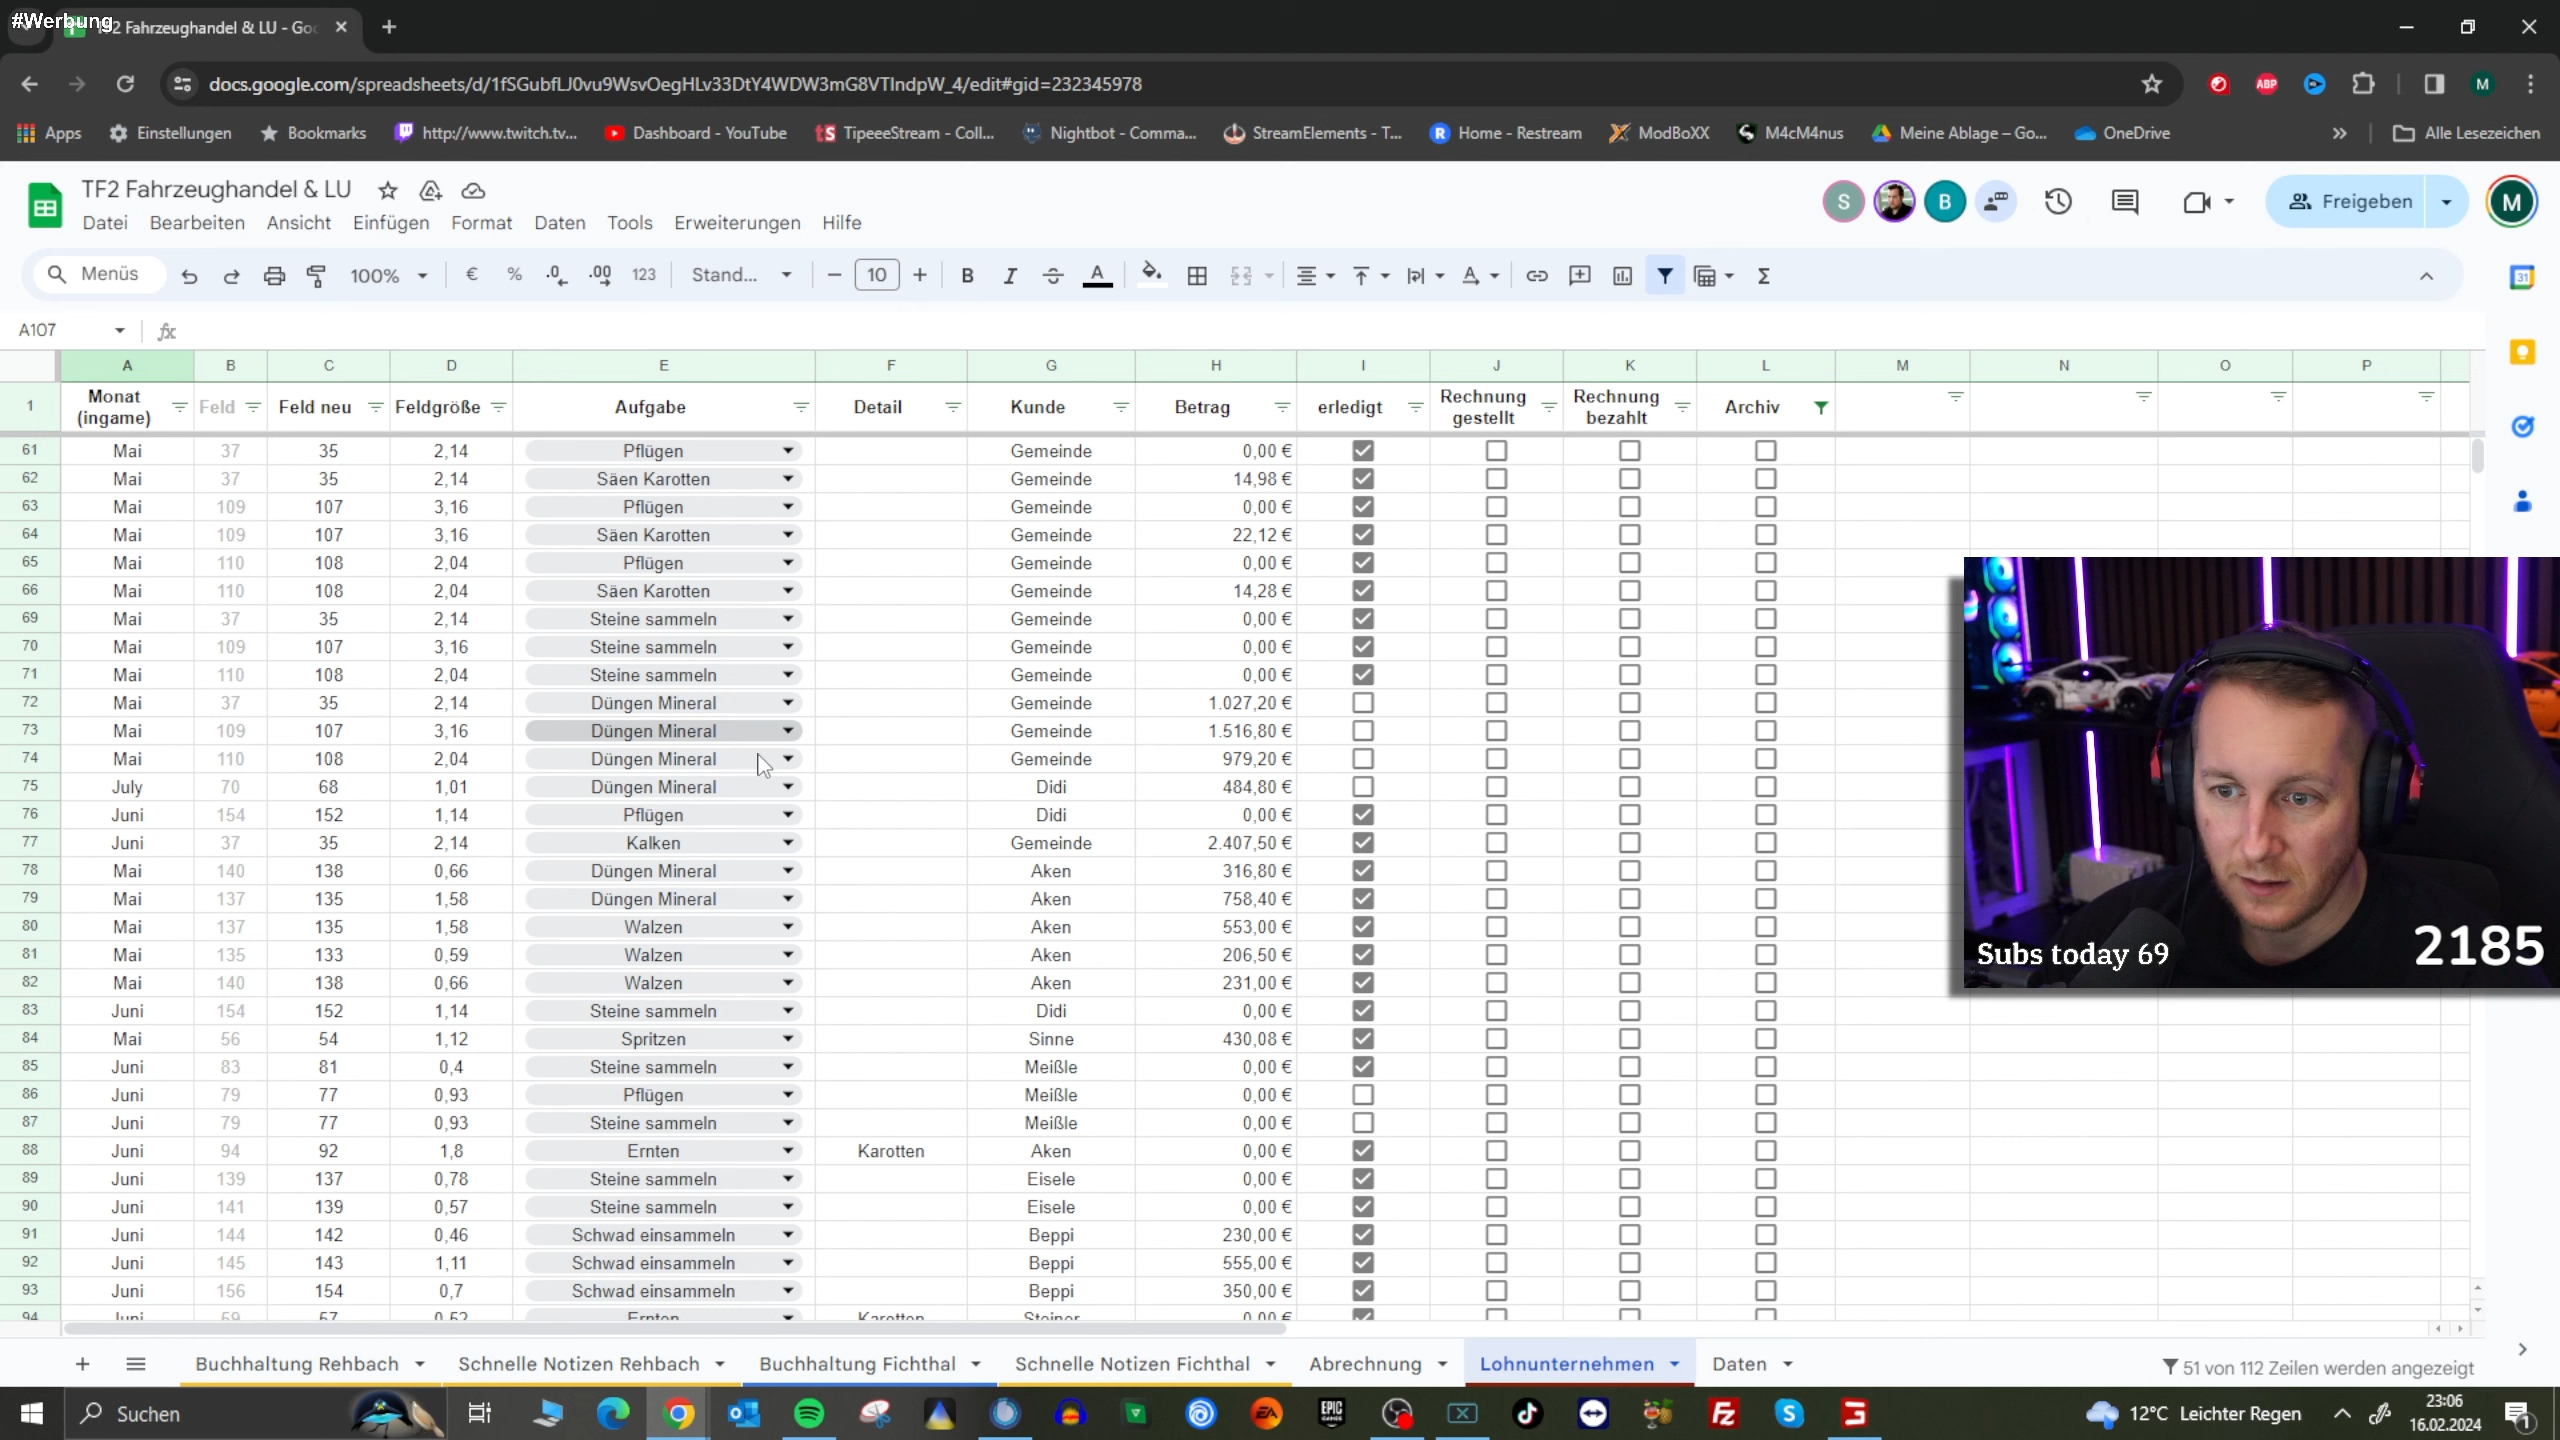 #Werbung
TF2 Fahrzeughandel & LU - Goo
docs.google.com/spreadsheets/d/1fSGubfLJ0vu9WsvOegHLv33DtY4WDW3mG8VTIndpW_4/edit#gid=232345978
Apps Einstellungen Bookmarks http://www.twitch.tv... Dashboard - YouTube TipeeeStream - Coll... Nightbot - Comma... StreamElements - T... Home - Restream ModBoXX M4cM4nus Meine Ablage – Go... OneDrive » Alle Lesezeichen
TF2 Fahrzeughandel & LU
Datei Bearbeiten Ansicht Einfügen Format Daten Tools Erweiterungen Hilfe
S B Freigeben M
Menüs 100% € % .0 .00 123 Stand... − 10 + B I A Σ
A107 fx
A B C D E F G H I J K L M N O P
1 Monat (ingame) Feld Feld neu Feldgröße Aufgabe Detail Kunde Betrag erledigt Rechnung gestellt Rechnung bezahlt Archiv
61 Mai 37 35 2,14 Pflügen Gemeinde 0,00 €
62 Mai 37 35 2,14 Säen Karotten Gemeinde 14,98 €
63 Mai 109 107 3,16 Pflügen Gemeinde 0,00 €
64 Mai 109 107 3,16 Säen Karotten Gemeinde 22,12 €
65 Mai 110 108 2,04 Pflügen Gemeinde 0,00 €
66 Mai 110 108 2,04 Säen Karotten Gemeinde 14,28 €
69 Mai 37 35 2,14 Steine sammeln Gemeinde 0,00 €
70 Mai 109 107 3,16 Steine sammeln Gemeinde 0,00 €
71 Mai 110 108 2,04 Steine sammeln Gemeinde 0,00 €
72 Mai 37 35 2,14 Düngen Mineral Gemeinde 1.027,20 €
73 Mai 109 107 3,16 Düngen Mineral Gemeinde 1.516,80 €
74 Mai 110 108 2,04 Düngen Mineral Gemeinde 979,20 €
75 July 70 68 1,01 Düngen Mineral Didi 484,80 €
76 Juni 154 152 1,14 Pflügen Didi 0,00 €
77 Juni 37 35 2,14 Kalken Gemeinde 2.407,50 €
78 Mai 140 138 0,66 Düngen Mineral Aken 316,80 €
79 Mai 137 135 1,58 Düngen Mineral Aken 758,40 €
80 Mai 137 135 1,58 Walzen Aken 553,00 €
81 Mai 135 133 0,59 Walzen Aken 206,50 €
82 Mai 140 138 0,66 Walzen Aken 231,00 €
83 Juni 154 152 1,14 Steine sammeln Didi 0,00 €
84 Mai 56 54 1,12 Spritzen Sinne 430,08 €
85 Juni 83 81 0,4 Steine sammeln Meißle 0,00 €
86 Juni 79 77 0,93 Pflügen Meißle 0,00 €
87 Juni 79 77 0,93 Steine sammeln Meißle 0,00 €
88 Juni 94 92 1,8 Ernten Karotten Aken 0,00 €
89 Juni 139 137 0,78 Steine sammeln Eisele 0,00 €
90 Juni 141 139 0,57 Steine sammeln Eisele 0,00 €
91 Juni 144 142 0,46 Schwad einsammeln Beppi 230,00 €
92 Juni 145 143 1,11 Schwad einsammeln Beppi 555,00 €
93 Juni 156 154 0,7 Schwad einsammeln Beppi 350,00 €
94 Juni 59 57 0,52 Ernten Karotten Steiner 0,00 €
Subs today 69 2185
Buchhaltung Rehbach Schnelle Notizen Rehbach Buchhaltung Fichthal Schnelle Notizen Fichthal Abrechnung Lohnunternehmen Daten 51 von 112 Zeilen werden angezeigt
Suchen 12°C Leichter Regen 23:06
16.02.2024